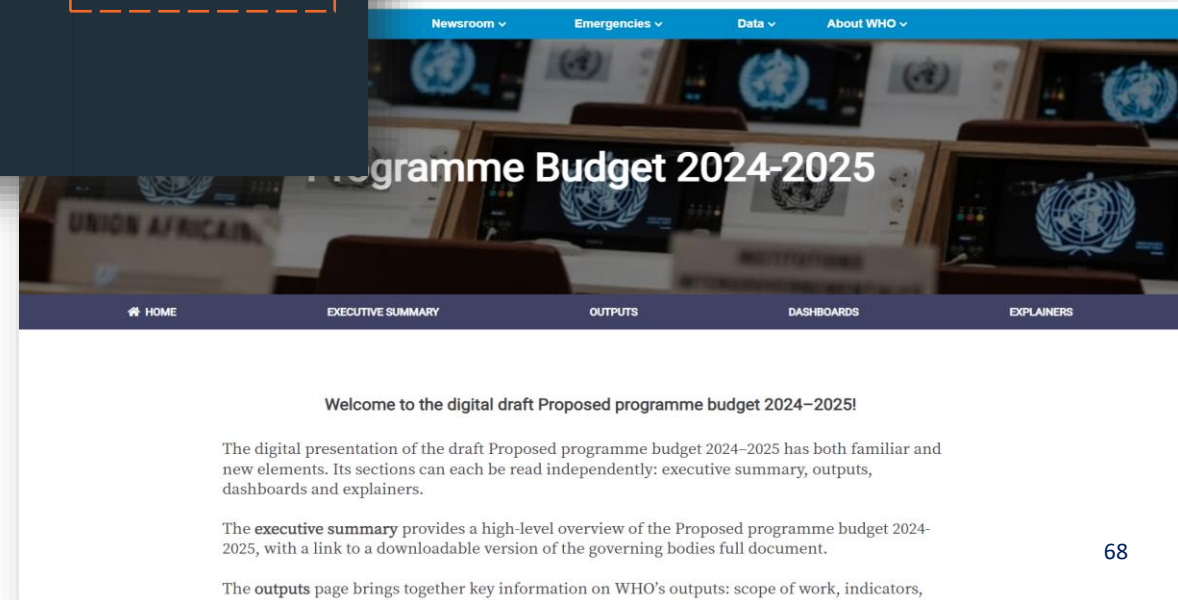 Newsroom Emergencies Data About WHO
gramme Budget 2024-2025
UNION AFRICAINE
HOME EXECUTIVE SUMMARY OUTPUTS DASHBOARDS EXPLAINERS
Welcome to the digital draft Proposed programme budget 2024–2025!
The digital presentation of the draft Proposed programme budget 2024–2025 has both familiar and
new elements. Its sections can each be read independently: executive summary, outputs,
dashboards and explainers.
The executive summary provides a high-level overview of the Proposed programme budget 2024-
2025, with a link to a downloadable version of the governing bodies full document.
68
The outputs page brings together key information on WHO’s outputs: scope of work, indicators,